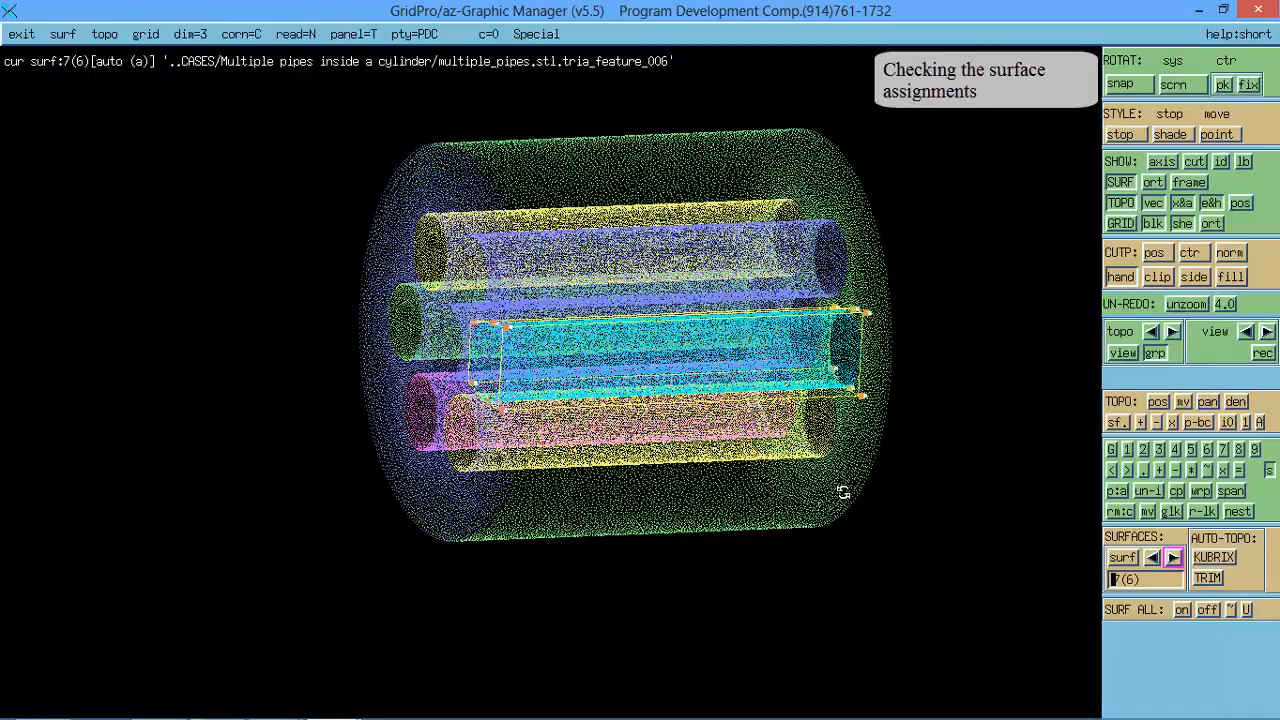 GridPro/az-Graphic Manager (v5.5) Program Development Comp.(914)761-1732
exit surf topo grid dim=3 corn=C read=N panel=T pty=PDC c=0 Special help:short
cur surf:7(6)[auto (a)] '..CASES/Multiple pipes inside a cylinder/multiple_pipes.stl.tria_feature_006'
Checking the surface
assignments
ROTAT: sys ctr
snap scrn pk fix
STYLE: stop move
stop shade point
SHOW: axis cut id lb
SURF ort frame
TOPO vec x&a e&h pos
GRID blk she ort
CUTP: pos ctr norm
hand clip side fill
UN-REDO: unzoom 4.0
topo view
view grp rec
TOPO: pos mv pan den
sf. + - x p-bc i0 1 A
G 1 2 3 4 5 6 7 8 9
< > . + - * ~ x = s
p:a un-i cp wrp span
rm:c mv glk r-lk nest
SURFACES: AUTO-TOPO:
surf KUBRIX
7(6) TRIM
SURF ALL: on off ~ U